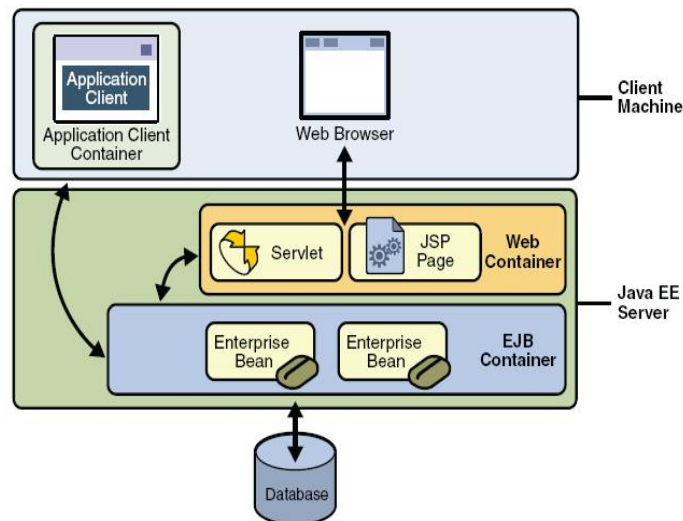 Application
Client
Application Client
Container
Web Browser
Client
Machine
Servlet
JSP
Page
Web
Container
Java EE
Server
Enterprise
Bean
Enterprise
Bean
EJB
Container
Database